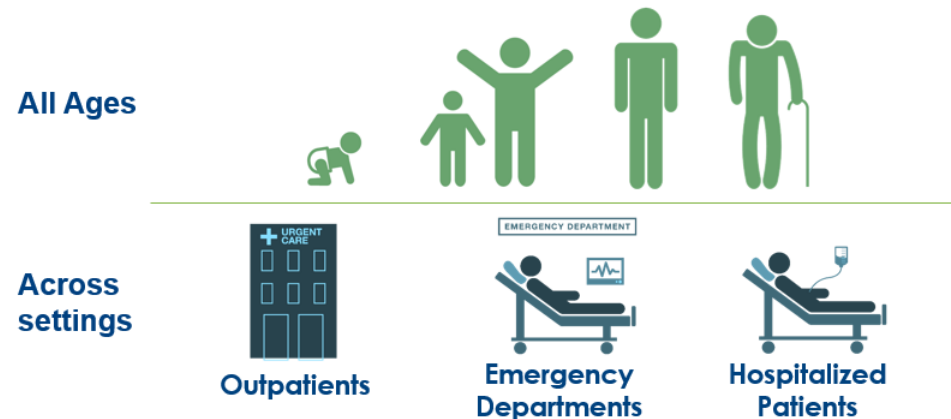 All Ages
URGENT
CARE
EMERGENCY DEPARTMENT
Across
settings
Outpatients
Emergency
Departments
Hospitalized
Patients